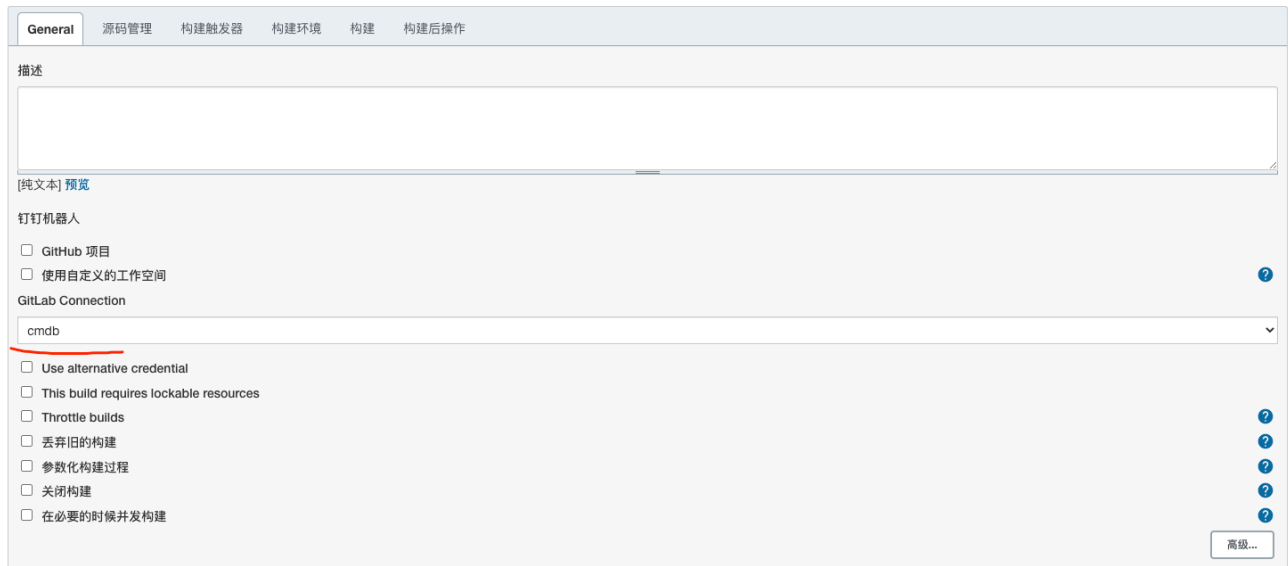 General 源码管理 构建触发器 构建环境 构建 构建后操作
描述
[纯文本] 预览
钉钉机器人
GitHub 项目
使用自定义的工作空间
GitLab Connection
cmdb
Use alternative credential
This build requires lockable resources
Throttle builds
丢弃旧的构建
参数化构建过程
关闭构建
在必要的时候并发构建
高级...